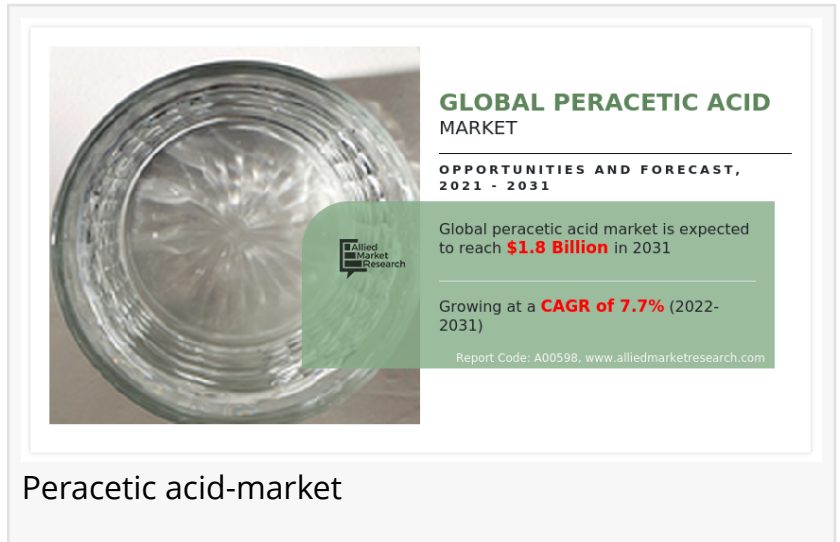 GLOBAL PERACETIC ACID
MARKET
OPPORTUNITIES AND FORECAST,
2021 - 2031
Global peracetic acid market is expected
to reach $1.8 Billion in 2031
Allied
Market
Research
Growing at a CAGR of 7.7% (2022-
2031)
Report Code: A00598, www.alliedmarketresearch.com
Peracetic acid-market